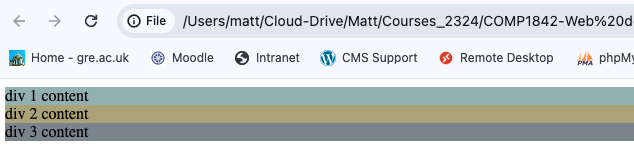 File /Users/matt/Cloud-Drive/Matt/Courses_2324/COMP1842-Web%20d
Home - gre.ac.uk Moodle Intranet CMS Support Remote Desktop PMA phpMy
div 1 content
div 2 content
div 3 content